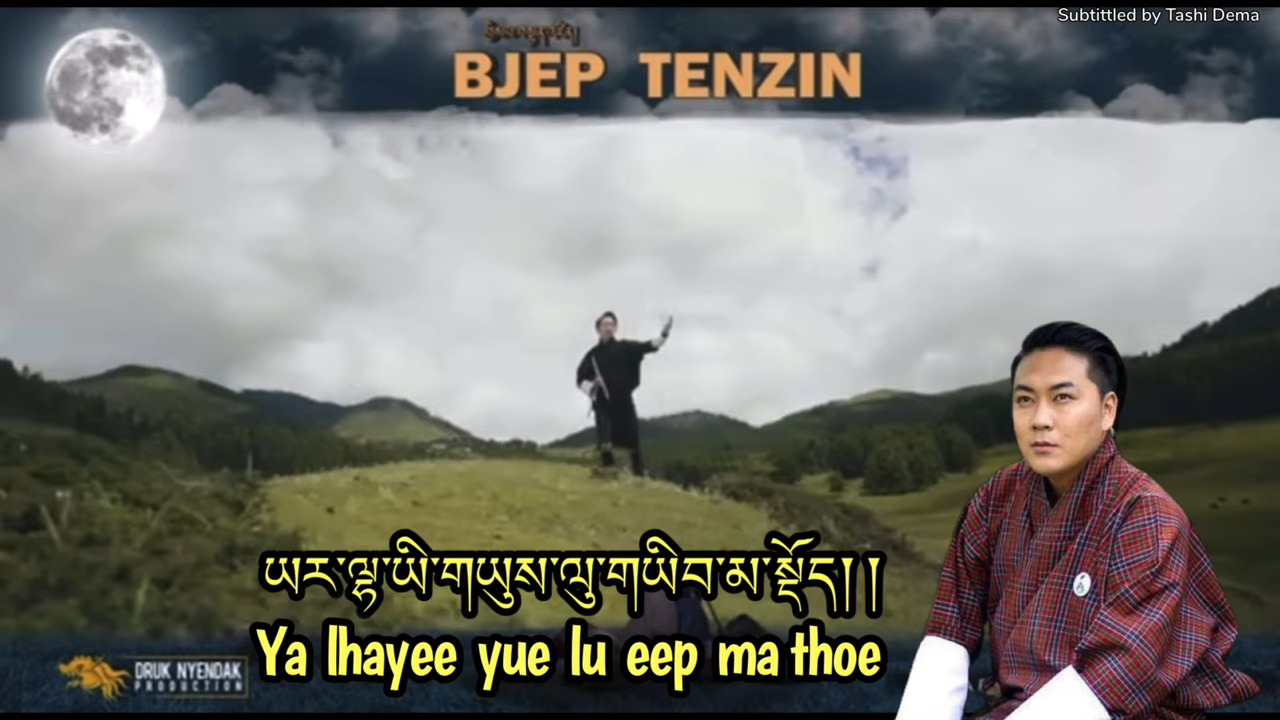 Subtittled by Tashi Dema
BJEP TENZIN
ཡར་ལྷ་ཡི་གཡུས་ལུ་གཡིབ་མ་སྡོད།།
Ya lhayee yue lu eep ma thoe
DRUK NYENDAK
PRODUCTION